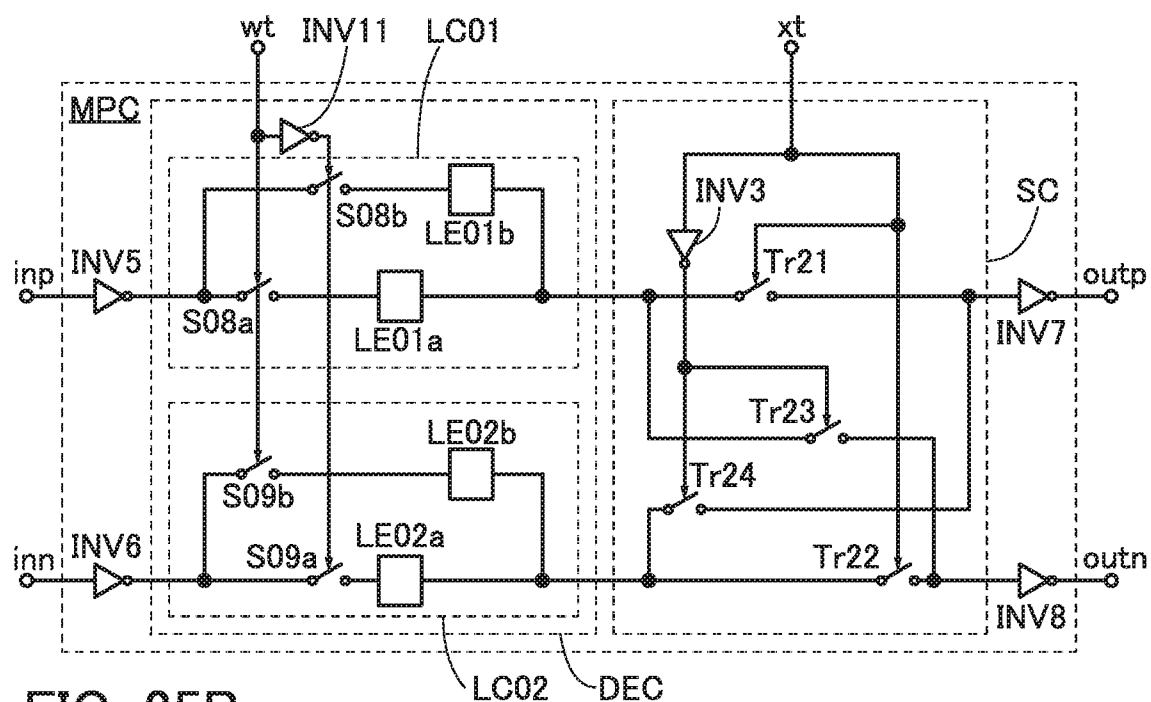 wt
INV11
LC01
xt
MPC
INV3
SC
S08b
LE01b
inp
INV5
Tr21
outp
S08a
LE01a
INV7
Tr23
LE02b
S09b
Tr24
inn
INV6
S09a
LE02a
Tr22
outn
INV8
LC02
DEC